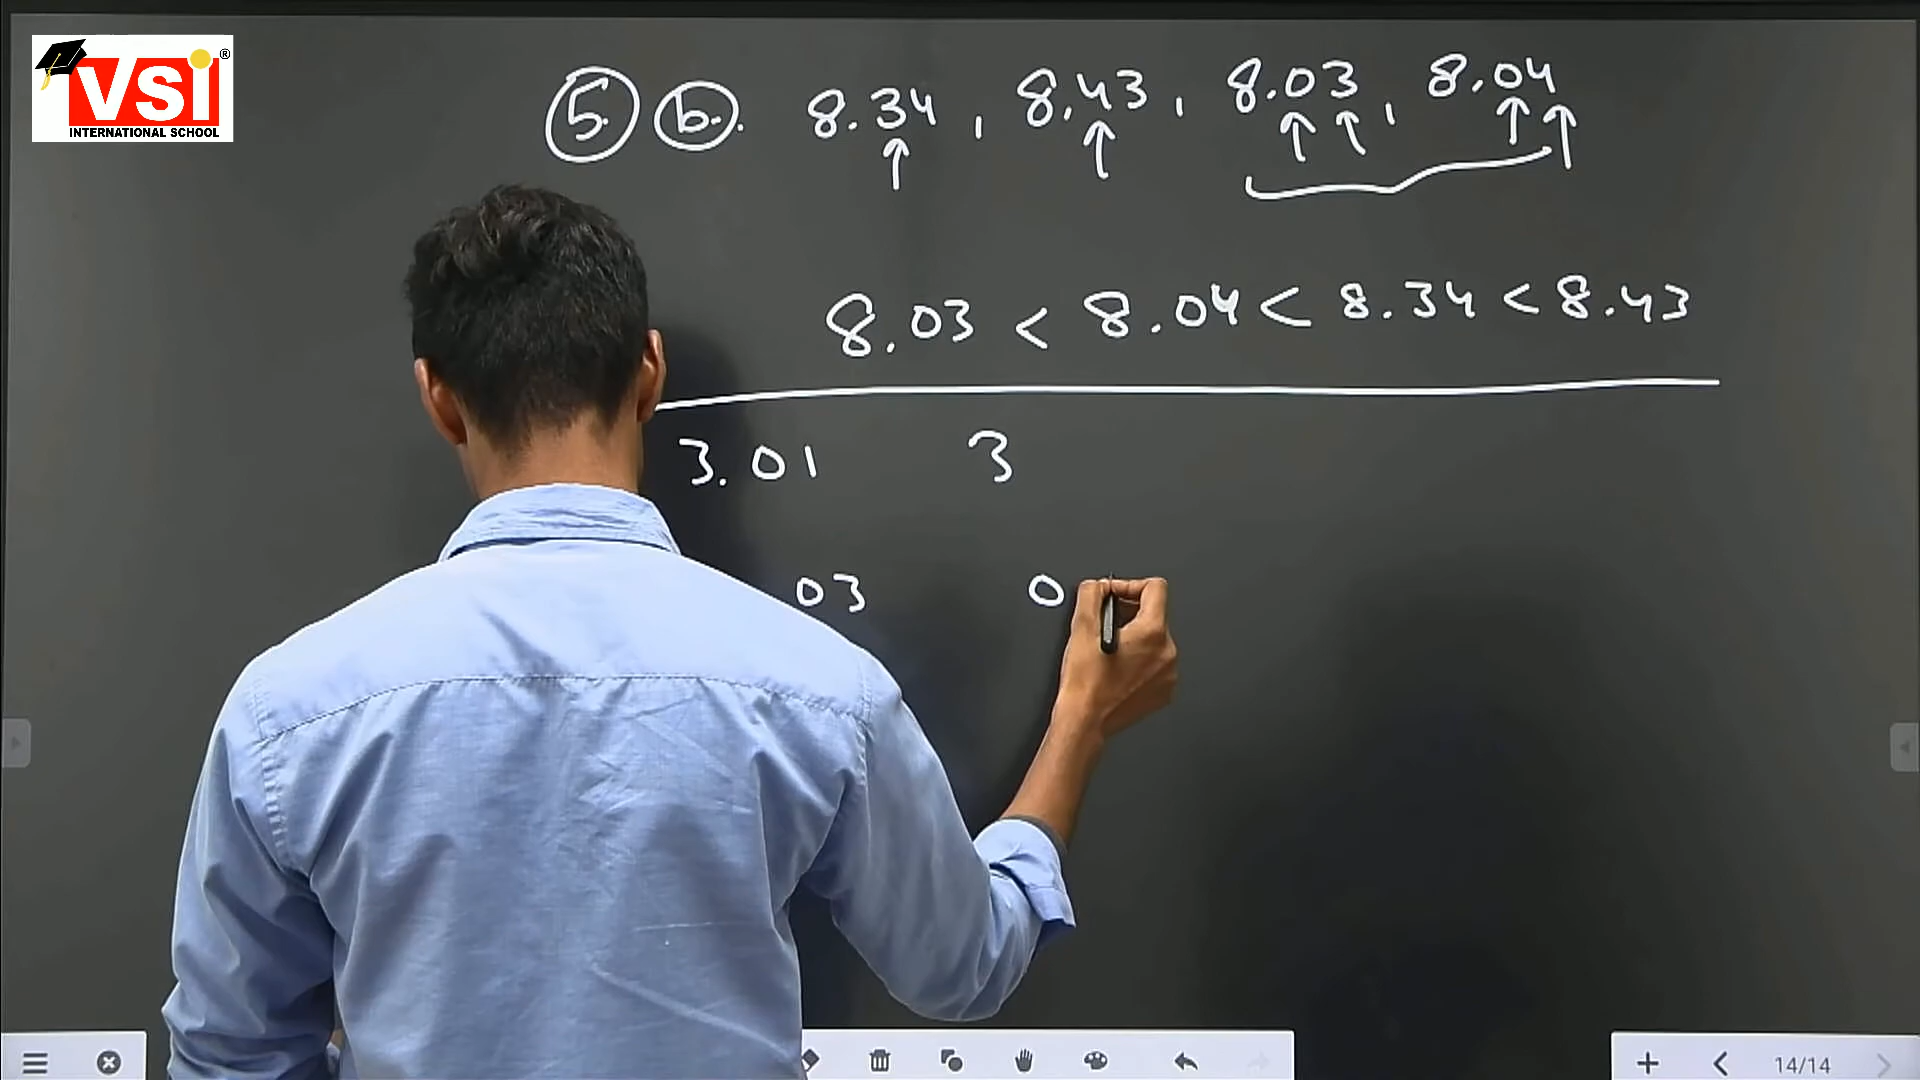 VSI®
INTERNATIONAL SCHOOL
5. b. 8.34, 8.43, 8.03, 8.04
8.03 < 8.04 < 8.34 < 8.43
3.01 3
03 0
14/14